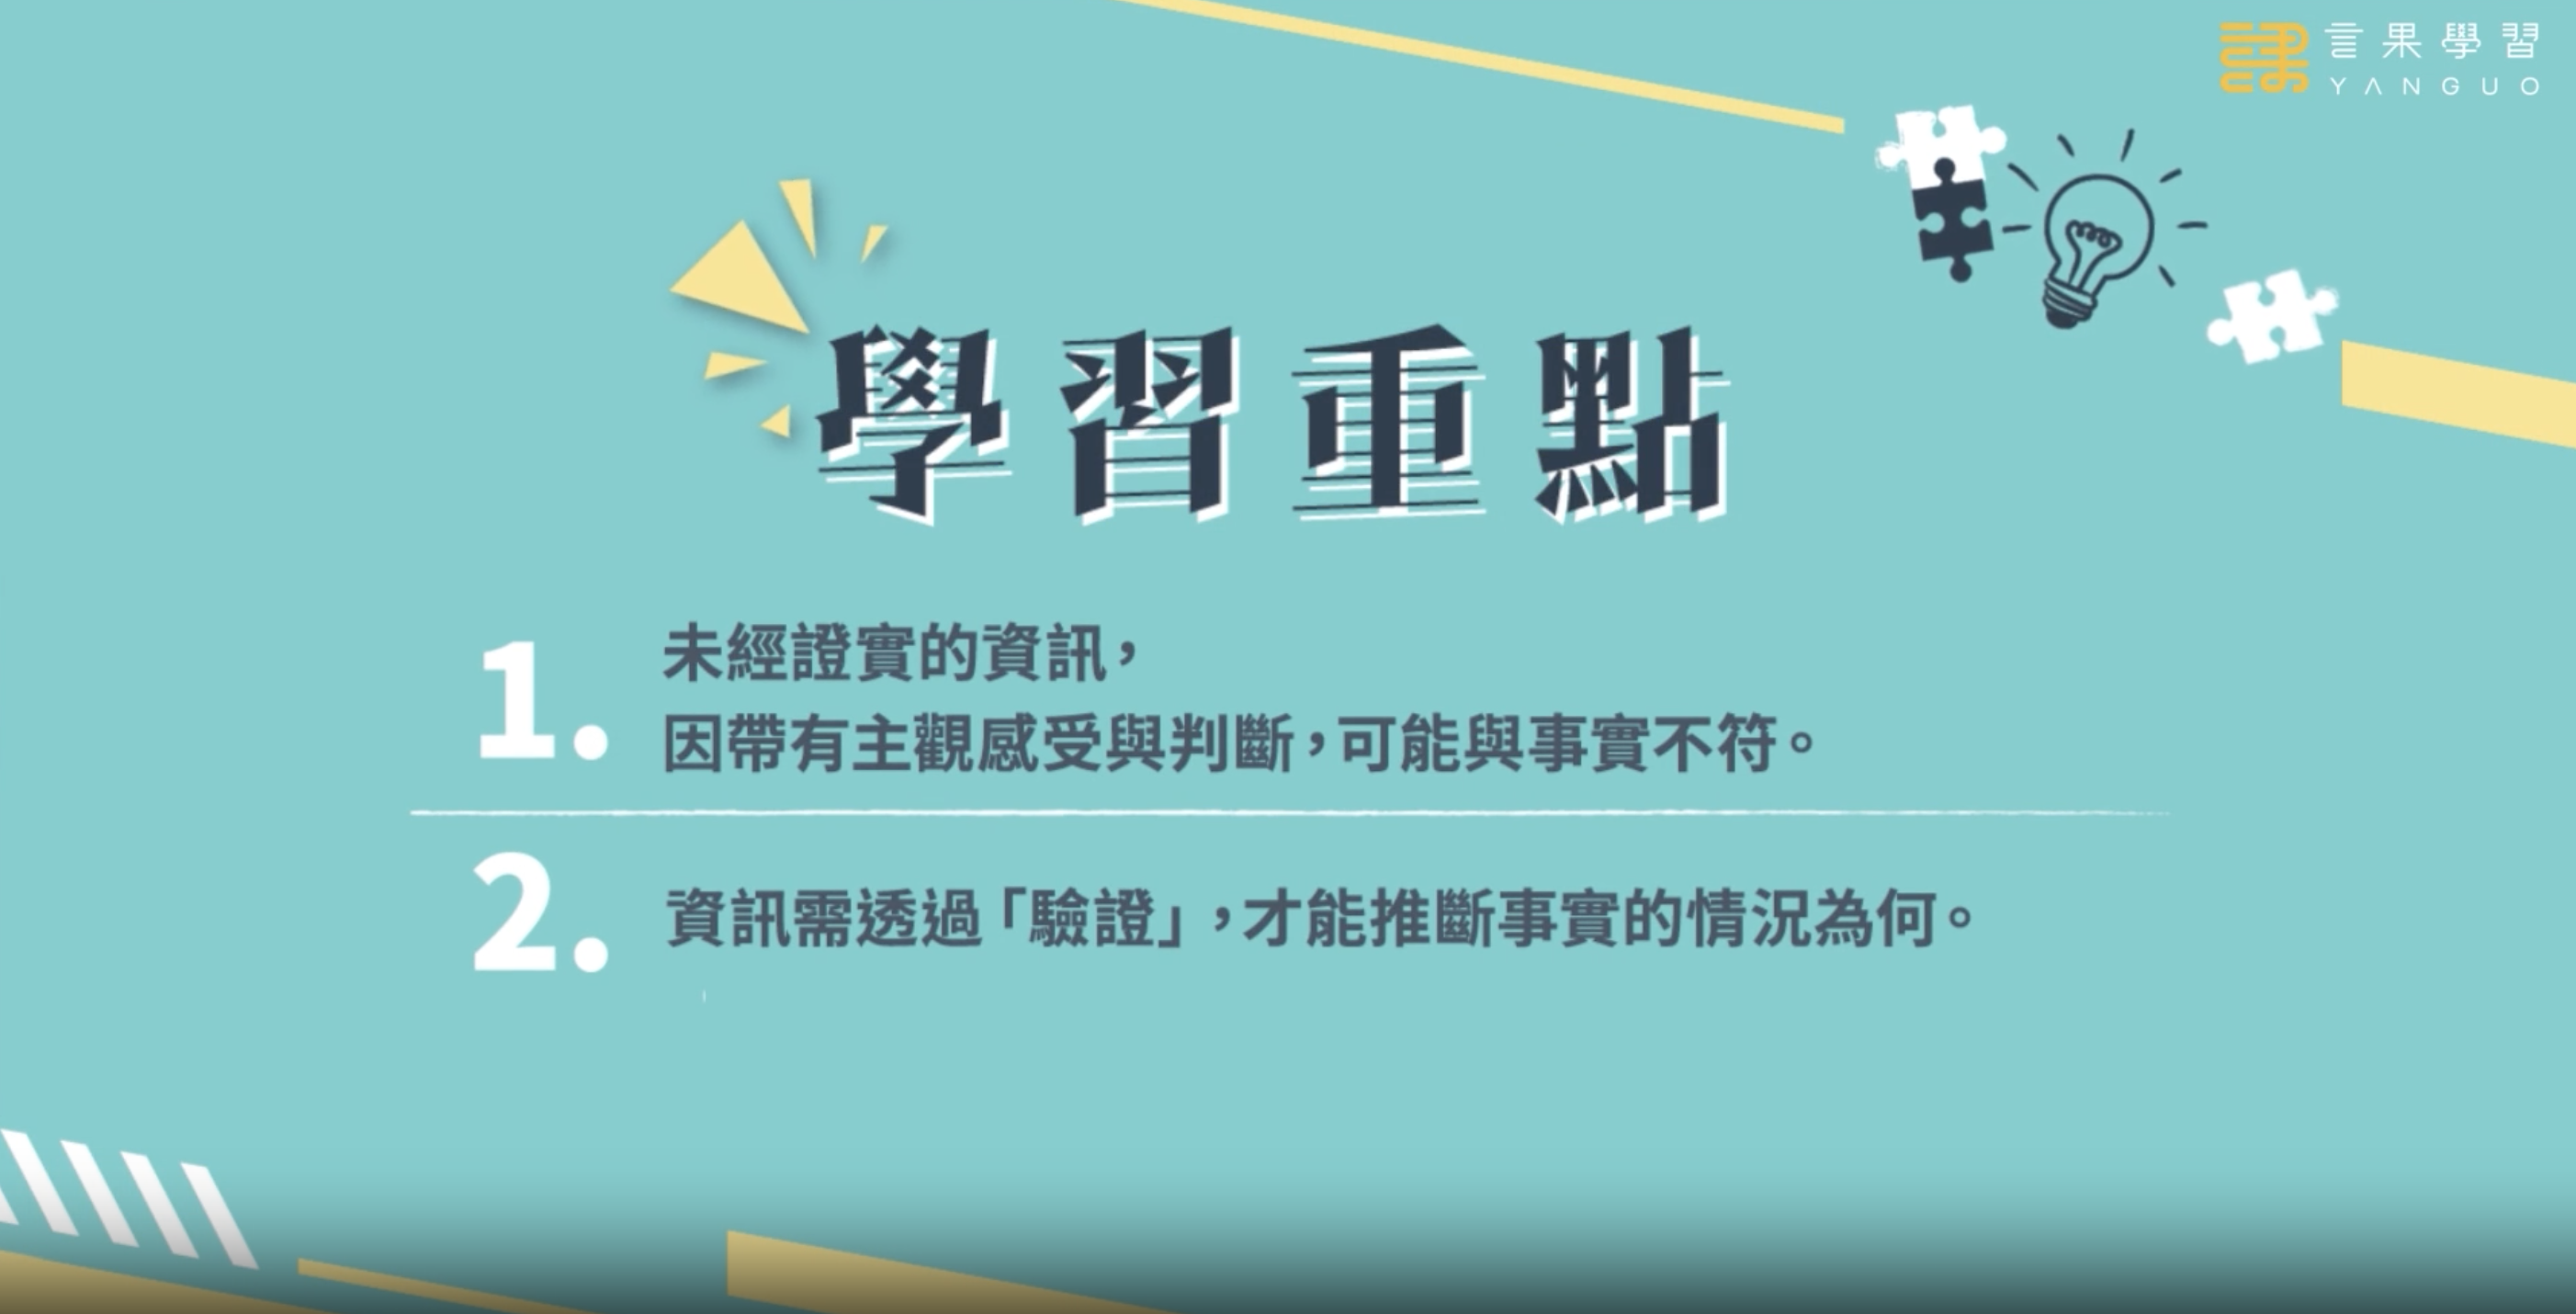 言果學習
YANGUO
學習重點
1.
未經證實的資訊，
因帶有主觀感受與判斷，可能與事實不符。
2.
資訊需透過「驗證」，才能推斷事實的情況為何。